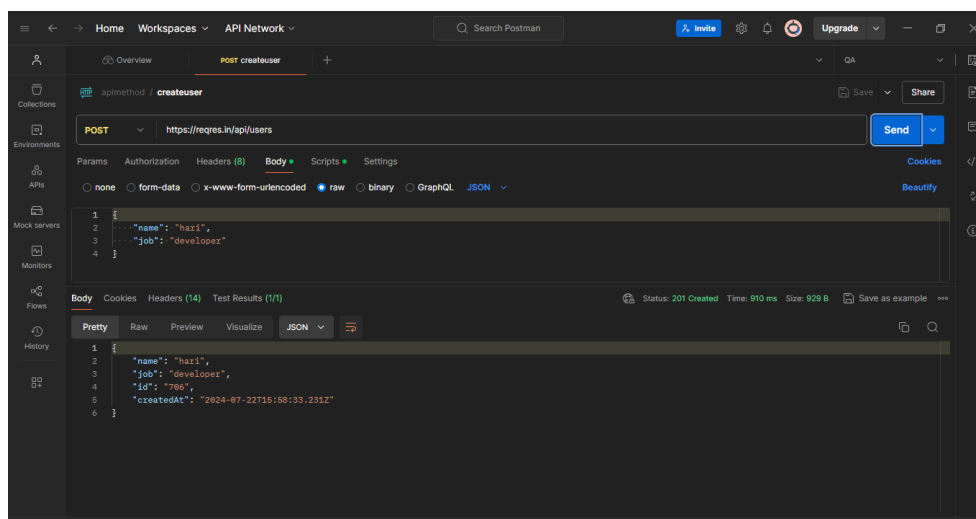 Home Workspaces API Network Search Postman Invite Upgrade
Overview POST createuser QA
apimethod / createuser Save Share
POST https://reqres.in/api/users Send
Params Authorization Headers (8) Body Scripts Settings Cookies
none form-data x-www-form-urlencoded raw binary GraphQL JSON Beautify
1 {
2 "name": "hari",
3 "job": "developer"
4 }
Body Cookies Headers (14) Test Results (1/1) Status: 201 Created Time: 910 ms Size: 929 B Save as example
Pretty Raw Preview Visualize JSON
1 {
2 "name": "hari",
3 "job": "developer",
4 "id": "706",
5 "createdAt": "2024-07-22T15:58:33.231Z"
6 }
Collections
Environments
APIs
Mock servers
Monitors
Flows
History